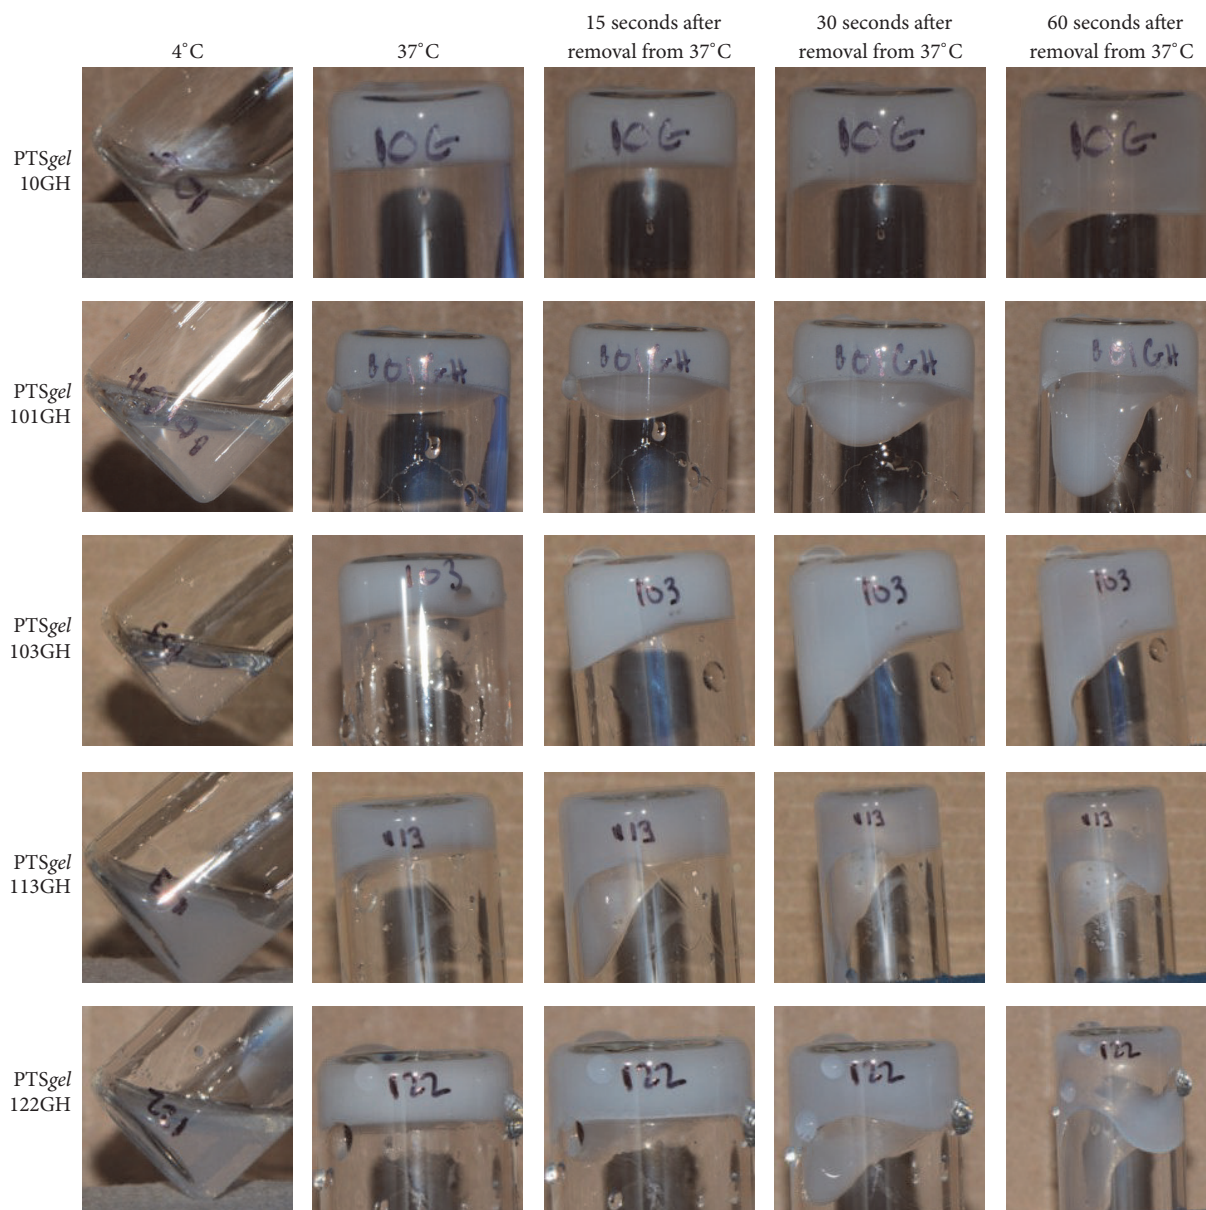 4°C
37°C
15 seconds after
removal from 37°C
30 seconds after
removal from 37°C
60 seconds after
removal from 37°C
PTSgel
10GH
10G
10G
10G
10G
PTSgel
101GH
B01GH
PTSgel
103GH
103
103
103
103
PTSgel
113GH
113
113
113
113
PTSgel
122GH
122
122
122
122
122